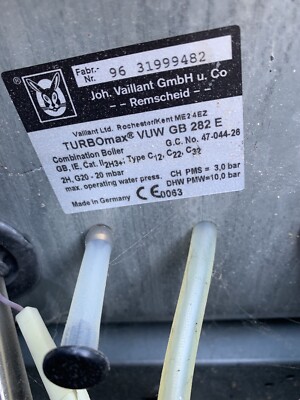 Fabr.-
Nr. 96 31999482
Joh. Vaillant GmbH u. Co
-- Remscheid --
Vaillant Ltd. Rochester/Kent ME2 4EZ
TURBOmax® VUW GB 282 E
Combination Boiler G.C. No. 47-044-26
GB, IE, Cat. II2H3+; Type C12, C22, C32
2H, G20 - 20 mbar
max. operating water press. CH PMS = 3,0 bar
DHW PMW=10,0 bar
Made in Germany CE 0063